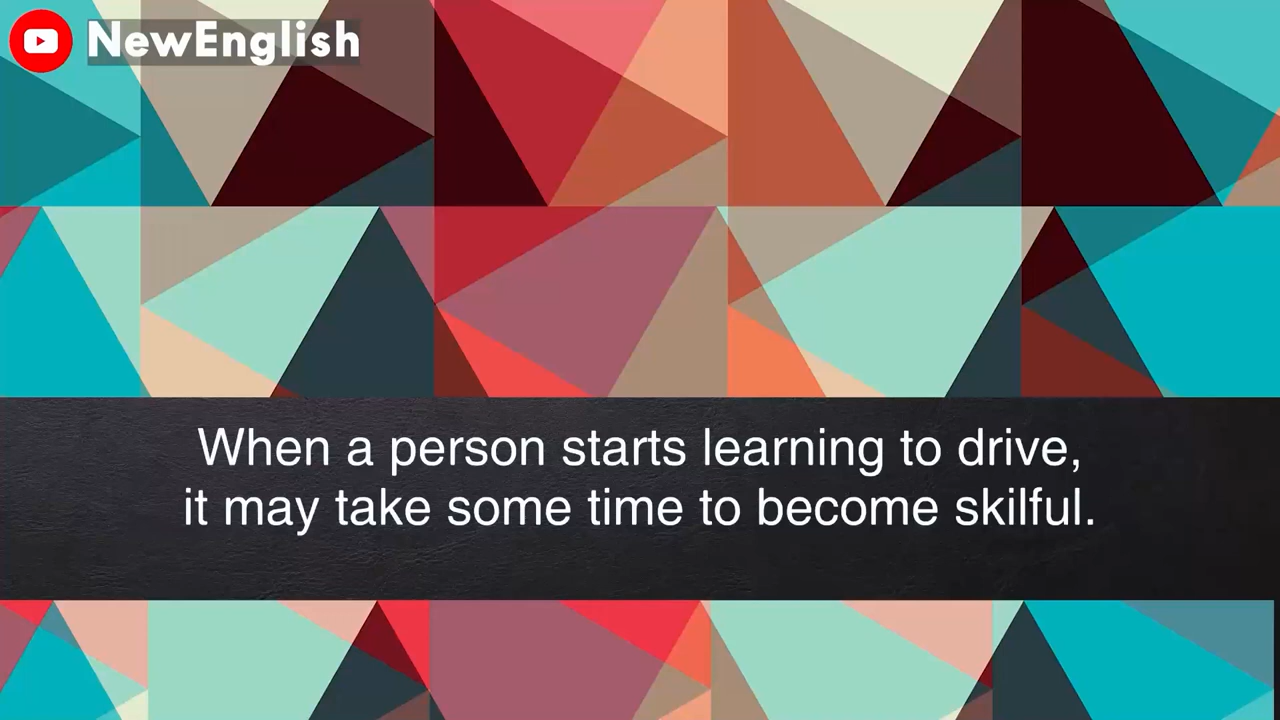 NewEnglish
When a person starts learning to drive,
it may take some time to become skilful.